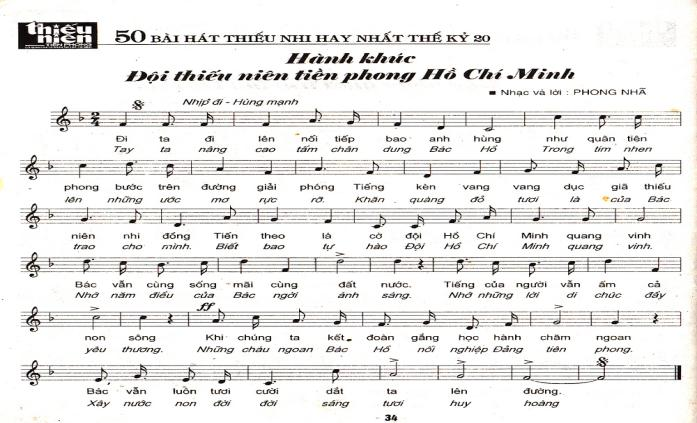 thiếu niên
TIỀN PHONG
50 BÀI HÁT THIẾU NHI HAY NHẤT THẾ KỶ 20
Hành khúc
Đội thiếu niên tiền phong Hồ Chí Minh
■ Nhạc và lời : PHONG NHÃ
Nhịp đi - Hùng mạnh
2/4
Đi ta đi lên nối tiếp bao anh hùng như quân tiên
Tay ta nâng cao tấm chân dung Bác Hồ Trong tim nhen
phong bước trên đường giải phóng Tiếng kèn vang vang dục giã thiếu
lên những ước mơ rực rỡ. Khăn quàng đỏ tươi là của Bác
niên nhi đồng Tiến theo lá cờ đội Hồ Chí Minh quang vinh
trao cho mình. Biết bao tự hào Đội Hồ Chí Minh quang vinh.
Bác vẫn cùng sống mãi cùng đất nước. Tiếng của người vẫn ấm cả
Nhớ năm điều của Bác ngời ánh sáng. Nhớ những lời di chúc đầy
ff
non sông Khi chúng ta kết đoàn gắng học hành chăm ngoan
yêu thương. Những cháu ngoan Bác Hồ nối nghiệp Đảng tiên phong.
Bác vẫn luôn tươi cười dắt ta lên đường.
Xây nước non đời đời sáng tươi huy hoàng
34